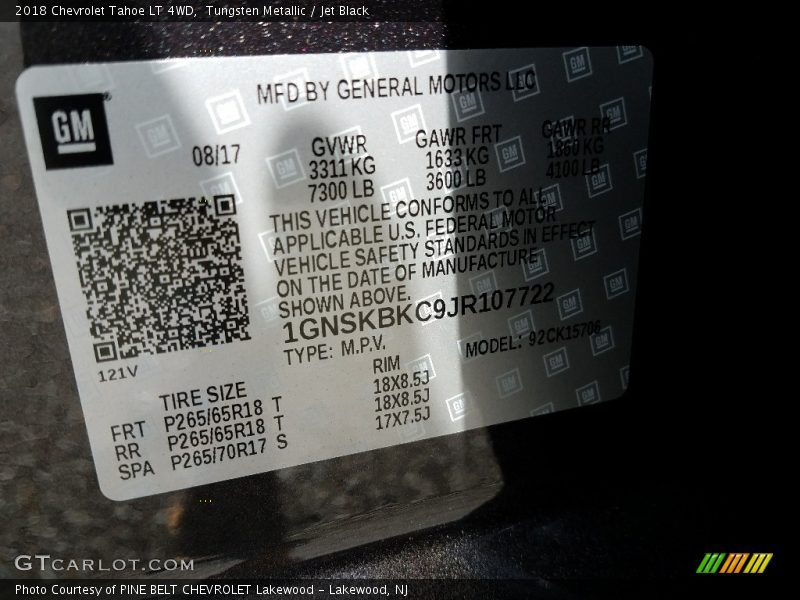 2018 Chevrolet Tahoe LT 4WD, Tungsten Metallic / Jet Black
MFD BY GENERAL MOTORS LLC
GM
08/17
GVWR
3311 KG
7300 LB
GAWR FRT
1633 KG
3600 LB
GAWR RR
1860 KG
4100 LB
THIS VEHICLE CONFORMS TO ALL
APPLICABLE U.S. FEDERAL MOTOR
VEHICLE SAFETY STANDARDS IN EFFECT
ON THE DATE OF MANUFACTURE
SHOWN ABOVE.
1GNSKBKC9JR107722
TYPE: M.P.V.
MODEL: 92CK15706
121V
TIRE SIZE
RIM
FRT P265/65R18 T 18X8.5J
RR P265/65R18 T 18X8.5J
SPA P265/70R17 S 17X7.5J
GTCARLOT.COM
Photo Courtesy of PINE BELT CHEVROLET Lakewood - Lakewood, NJ